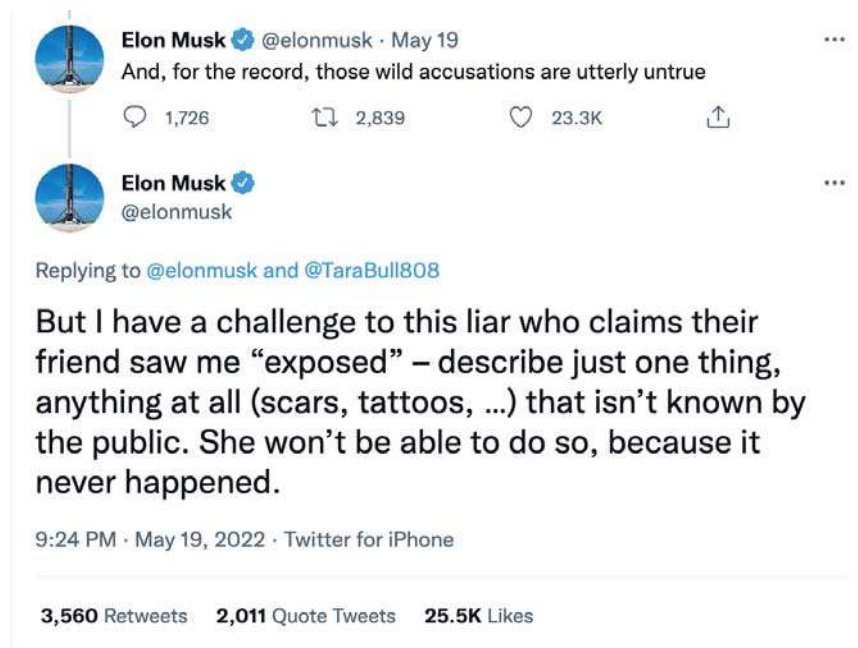 Elon Musk @elonmusk · May 19
And, for the record, those wild accusations are utterly untrue
1,726 2,839 23.3K
Elon Musk
@elonmusk
Replying to @elonmusk and @TaraBull808
But I have a challenge to this liar who claims their
friend saw me “exposed” – describe just one thing,
anything at all (scars, tattoos, ...) that isn’t known by
the public. She won’t be able to do so, because it
never happened.
9:24 PM · May 19, 2022 · Twitter for iPhone
3,560 Retweets 2,011 Quote Tweets 25.5K Likes